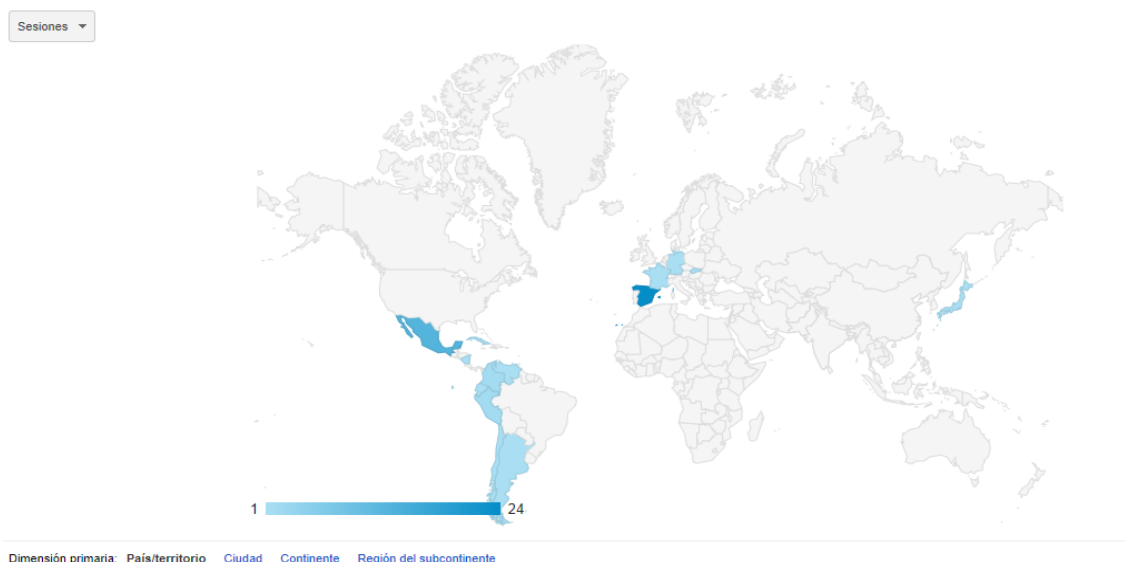 Sesiones
1 24
Dimensión primaria: País/territorio Ciudad Continente Región del subcontinente